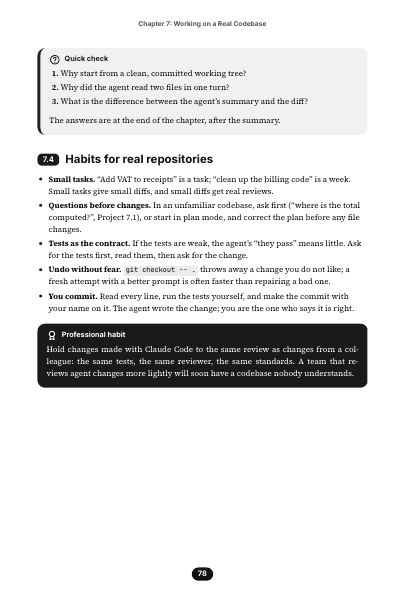 Chapter 7: Working on a Real Codebase
Quick check
1. Why start from a clean, committed working tree?
2. Why did the agent read two files in one turn?
3. What is the difference between the agent's summary and the diff?
The answers are at the end of the chapter, after the summary.
7.4 Habits for real repositories
• Small tasks. “Add VAT to receipts” is a task; “clean up the billing code” is a week.
Small tasks give small diffs, and small diffs get real reviews.
• Questions before changes. In an unfamiliar codebase, ask first (“where is the total
computed?”, Project 7.1), or start in plan mode, and correct the plan before any file
changes.
• Tests as the contract. If the tests are weak, the agent's “they pass” means little. Ask
for the tests first, read them, then ask for the change.
• Undo without fear. git checkout -- . throws away a change you do not like; a
fresh attempt with a better prompt is often faster than repairing a bad one.
• You commit. Read every line, run the tests yourself, and make the commit with
your name on it. The agent wrote the change; you are the one who says it is right.
Professional habit
Hold changes made with Claude Code to the same review as changes from a col-
league: the same tests, the same reviewer, the same standards. A team that re-
views agent changes more lightly will soon have a codebase nobody understands.
78